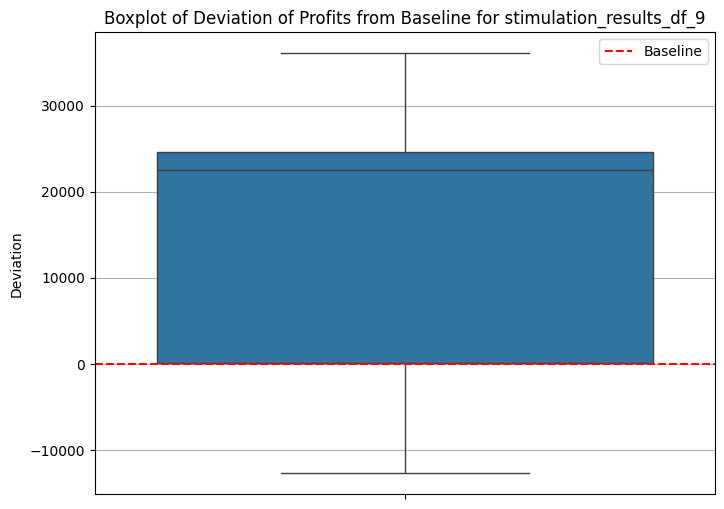 Boxplot of Deviation of Profits from Baseline for stimulation_results_df_9
Baseline
30000
20000
10000
0
−10000
Deviation